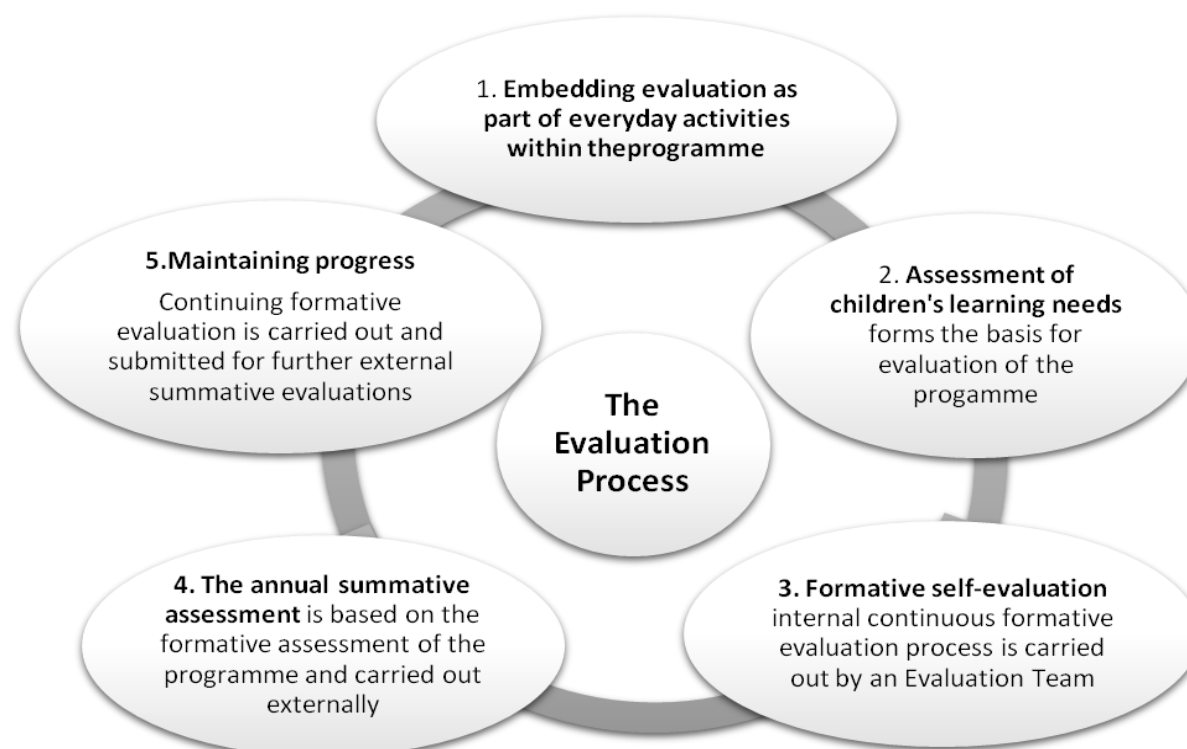 1. Embedding evaluation as
part of everyday activities
within theprogramme
2. Assessment of
children's learning needs
forms the basis for
evaluation of the
progamme
3. Formative self-evaluation
internal continuous formative
evaluation process is carried
out by an Evaluation Team
4. The annual summative
assessment is based on the
formative assessment of the
programme and carried out
externally
5.Maintaining progress
Continuing formative
evaluation is carried out and
submitted for further external
summative evaluations
The
Evaluation
Process